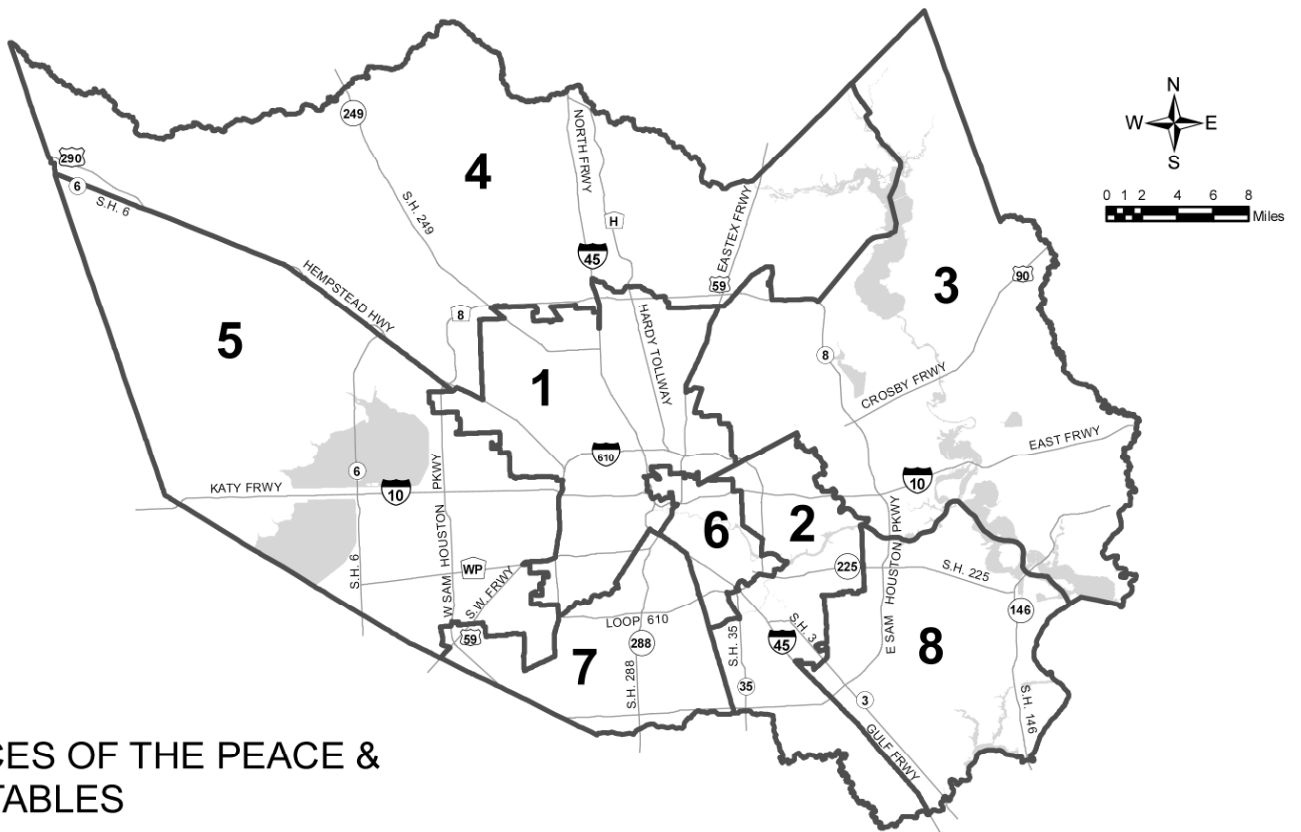 N
W E
S
0 1 2 4 6 8
Miles
249
NORTH FRWY
290
6
S.H. 6
4
S.H. 249
H
45
EASTEX FRWY
59
3
90
HEMPSTEAD HWY
5
8
HARDY TOLLWAY
8
1
CROSBY FRWY
EAST FRWY
610
6
W SAM HOUSTON PKWY
KATY FRWY
10
10
E SAM HOUSTON PKWY
6
2
S.H. 6
WP
S.W. FRWY
225
S.H. 225
146
59
LOOP 610
288
S.H. 35
S.H. 3
45
8
7
S.H. 288
35
3
S.H. 146
GULF FRWY
CES OF THE PEACE &
TABLES